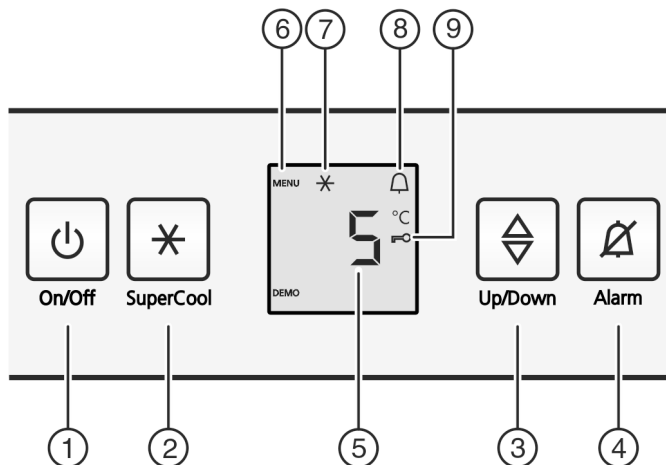 6 7 8 9
MENU
°C
5
DEMO
On/Off SuperCool Up/Down Alarm
1 2 5 3 4